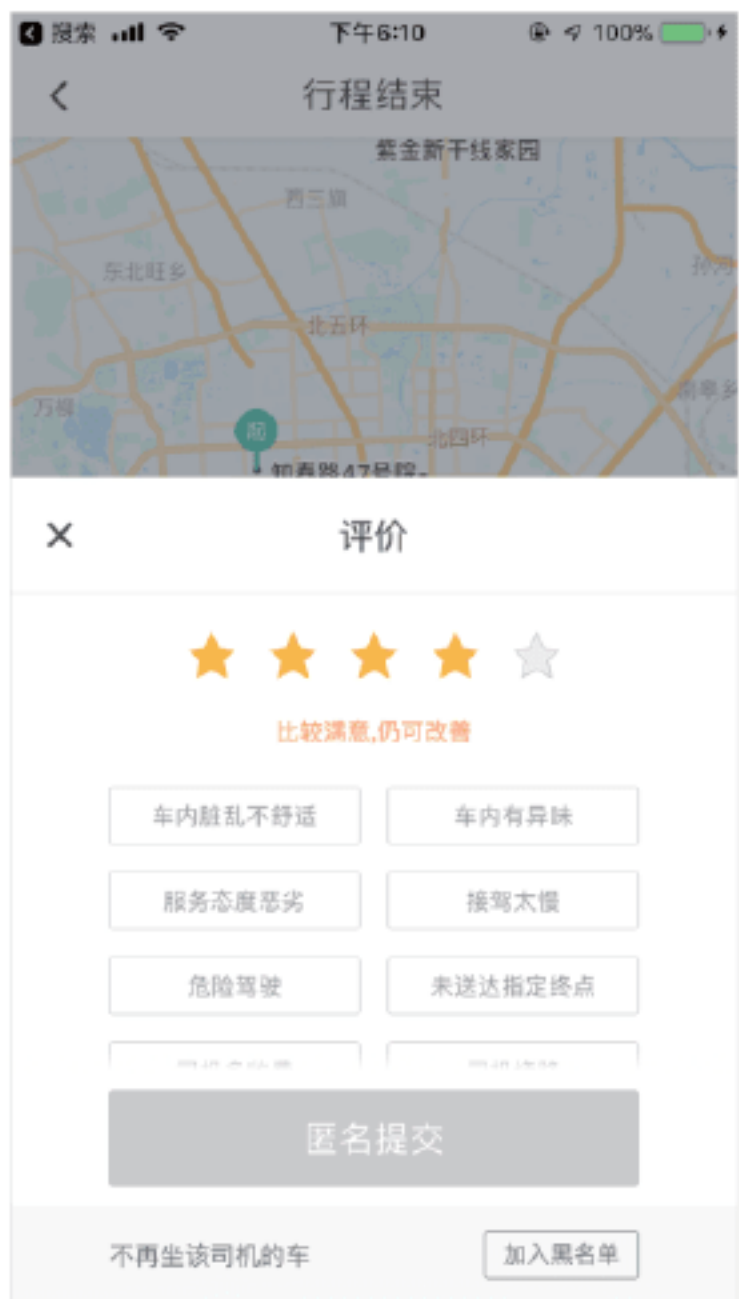 搜索 下午6:10 100%
行程结束
紫金新干线家园
西三旗
东北旺乡
孙河
北五环
万柳
南皋乡
北四环
知春路47号院-
评价
比较满意,仍可改善
车内脏乱不舒适 车内有异味
服务态度恶劣 接驾太慢
危险驾驶 未送达指定终点
匿名提交
不再坐该司机的车 加入黑名单